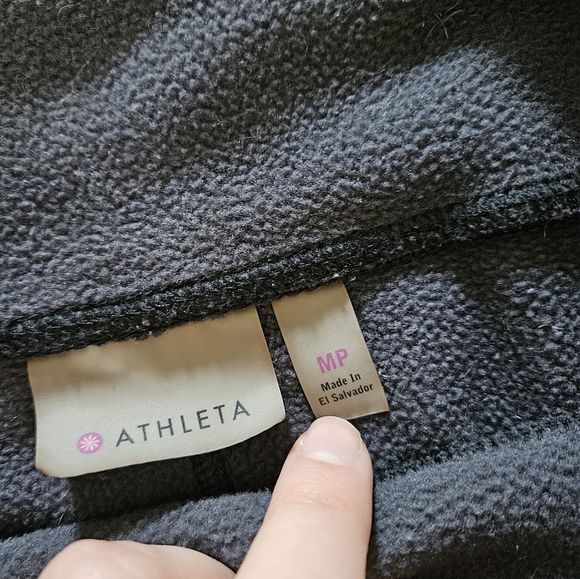 ATHLETA
MP
Made In
El Salvador